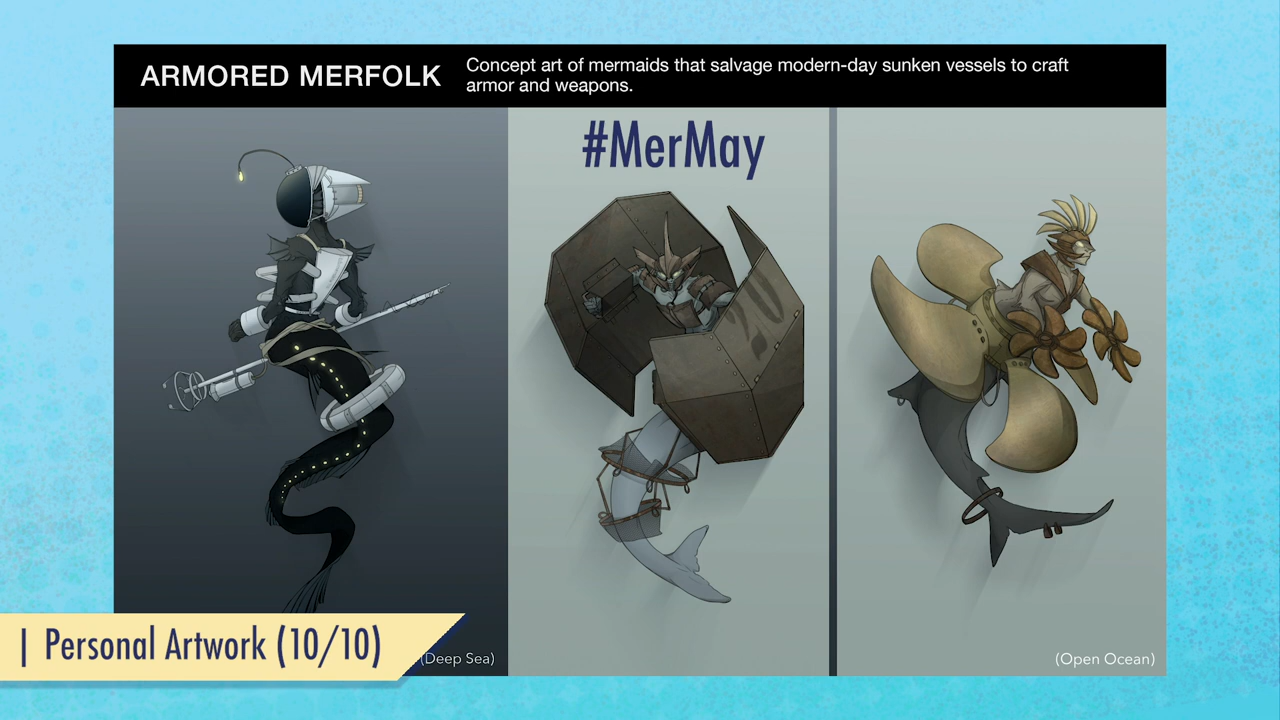 ARMORED MERFOLK
Concept art of mermaids that salvage modern-day sunken vessels to craft
armor and weapons.
#MerMay
20
| Personal Artwork (10/10)
(Deep Sea)
(Open Ocean)